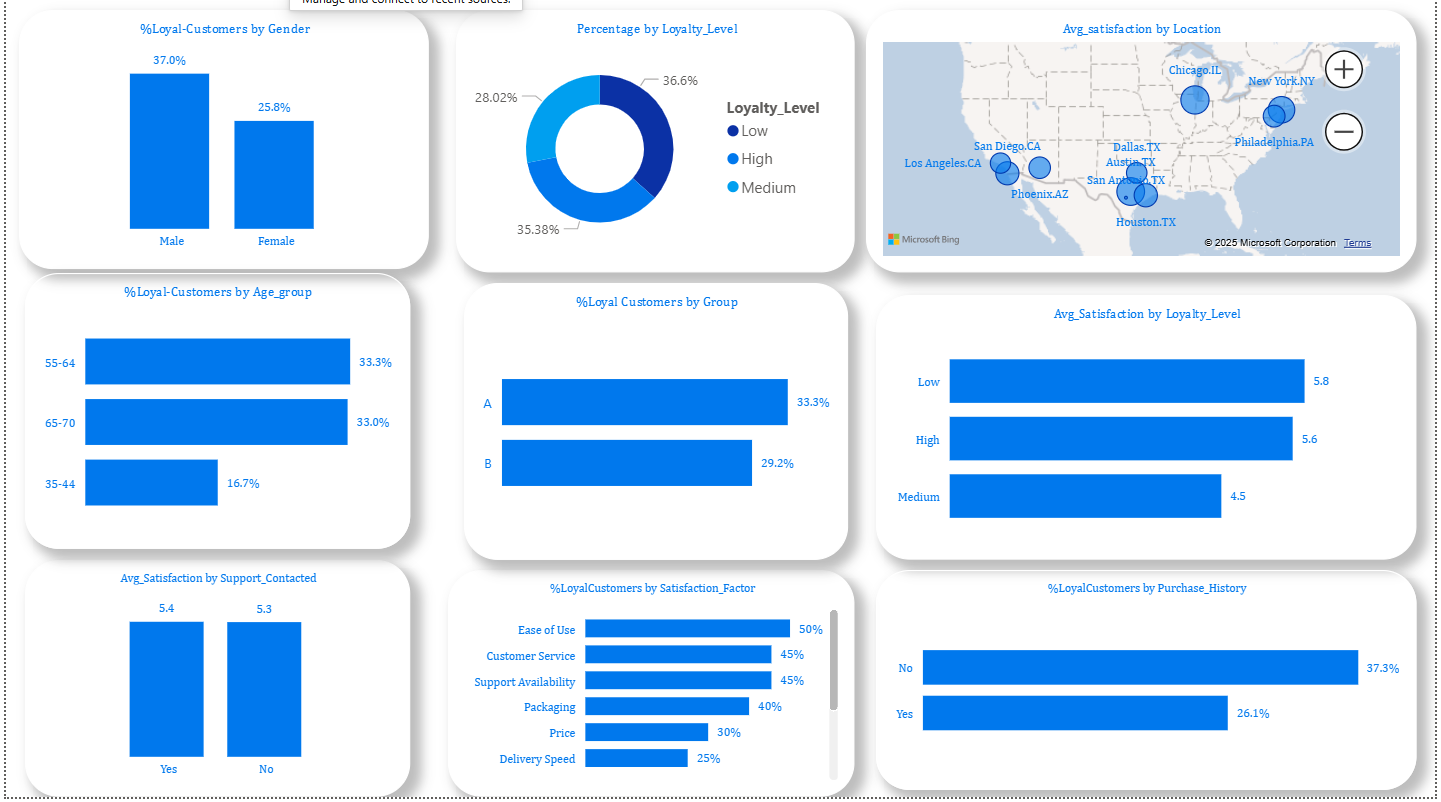 Manage and connect to recent sources.
%Loyal-Customers by Gender
37.0%
25.8%
Male
Female
Percentage by Loyalty_Level
36.6%
28.02%
35.38%
Loyalty_Level
Low
High
Medium
Avg_satisfaction by Location
Chicago.IL
New York.NY
Philadelphia.PA
San Diego.CA
Los Angeles.CA
Phoenix.AZ
Dallas.TX
Austin.TX
San Antonio.TX
Houston.TX
Microsoft Bing
© 2025 Microsoft Corporation Terms
%Loyal-Customers by Age_group
55-64 33.3%
65-70 33.0%
35-44 16.7%
%Loyal Customers by Group
A 33.3%
B 29.2%
Avg_Satisfaction by Loyalty_Level
Low 5.8
High 5.6
Medium 4.5
Avg_Satisfaction by Support_Contacted
5.4
5.3
Yes
No
%LoyalCustomers by Satisfaction_Factor
Ease of Use 50%
Customer Service 45%
Support Availability 45%
Packaging 40%
Price 30%
Delivery Speed 25%
%LoyalCustomers by Purchase_History
No 37.3%
Yes 26.1%